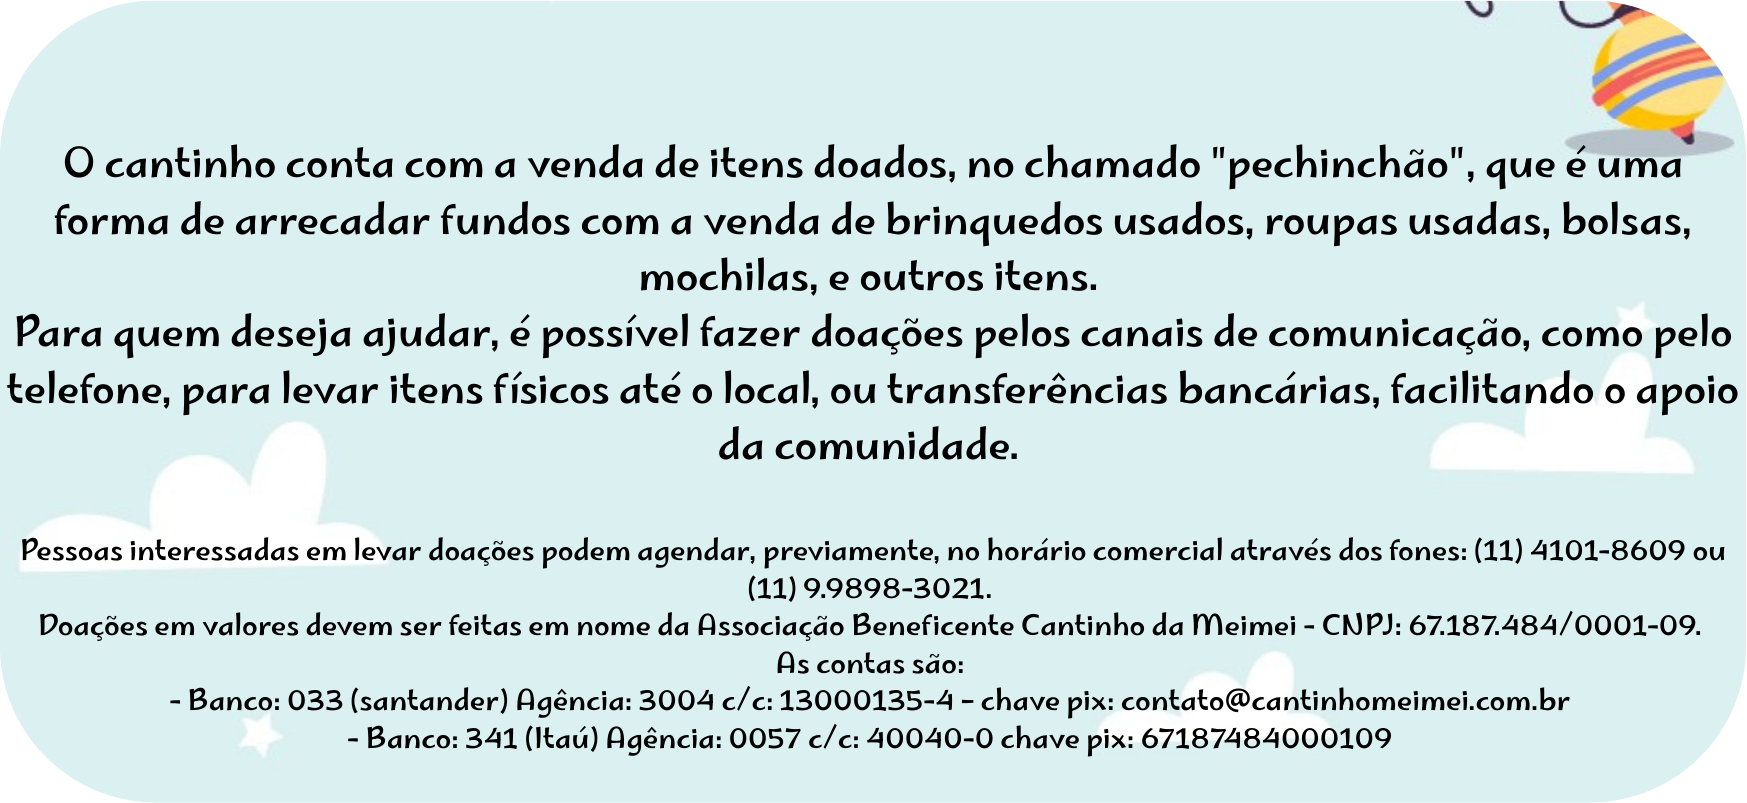 O cantinho conta com a venda de itens doados, no chamado "pechinchão", que é uma
forma de arrecadar fundos com a venda de brinquedos usados, roupas usadas, bolsas,
mochilas, e outros itens.
Para quem deseja ajudar, é possível fazer doações pelos canais de comunicação, como pelo
telefone, para levar itens físicos até o local, ou transferências bancárias, facilitando o apoio
da comunidade.
Pessoas interessadas em levar doações podem agendar, previamente, no horário comercial através dos fones: (11) 4101-8609 ou
(11) 9.9898-3021.
Doações em valores devem ser feitas em nome da Associação Beneficente Cantinho da Meimei - CNPJ: 67.187.484/0001-09.
As contas são:
- Banco: 033 (santander) Agência: 3004 c/c: 13000135-4 – chave pix: contato@cantinhomeimei.com.br
- Banco: 341 (Itaú) Agência: 0057 c/c: 40040-0 chave pix: 67187484000109